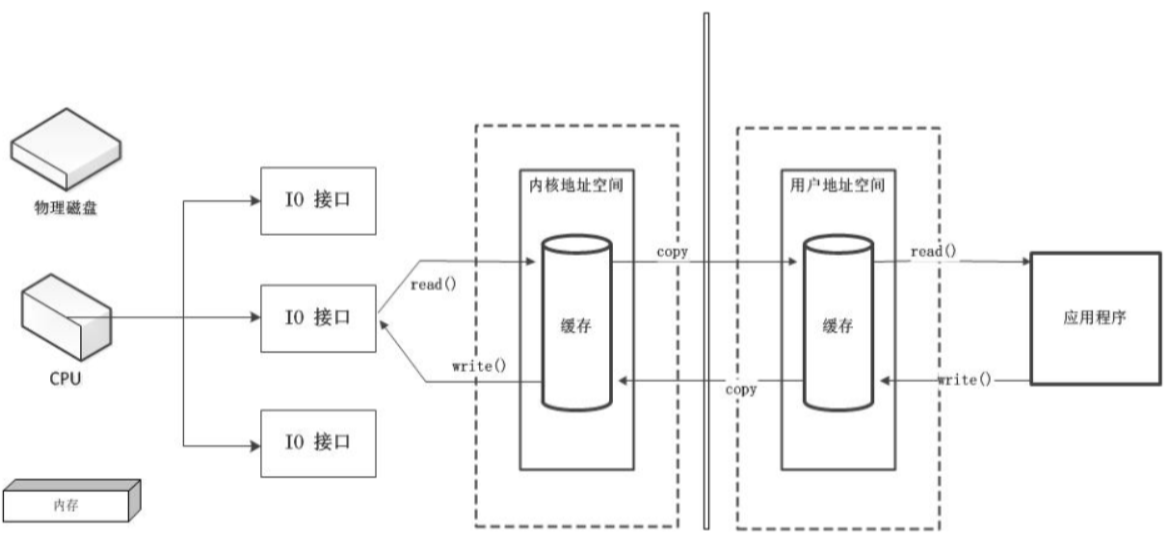 物理磁盘
CPU
内存
IO 接口
IO 接口
IO 接口
read()
write()
内核地址空间
缓存
copy
copy
用户地址空间
缓存
read()
write()
应用程序